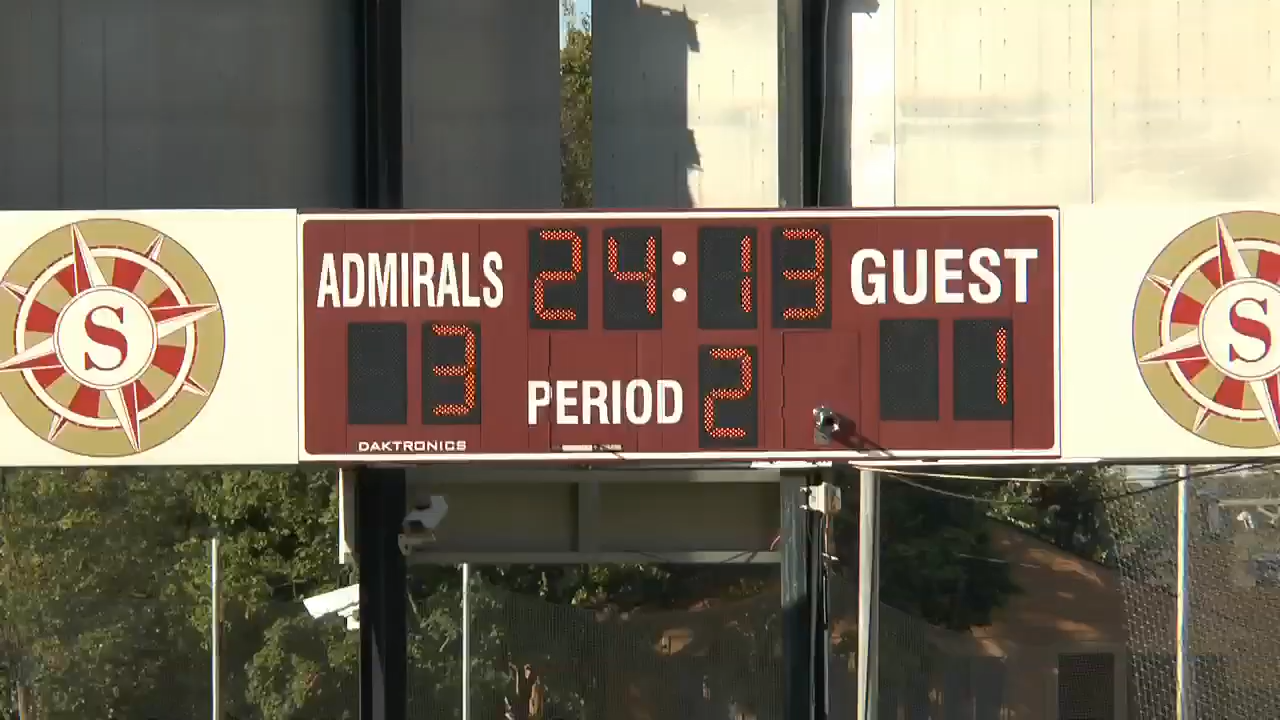 S
ADMIRALS 24:13 GUEST
3 PERIOD 2 1
DAKTRONICS
S